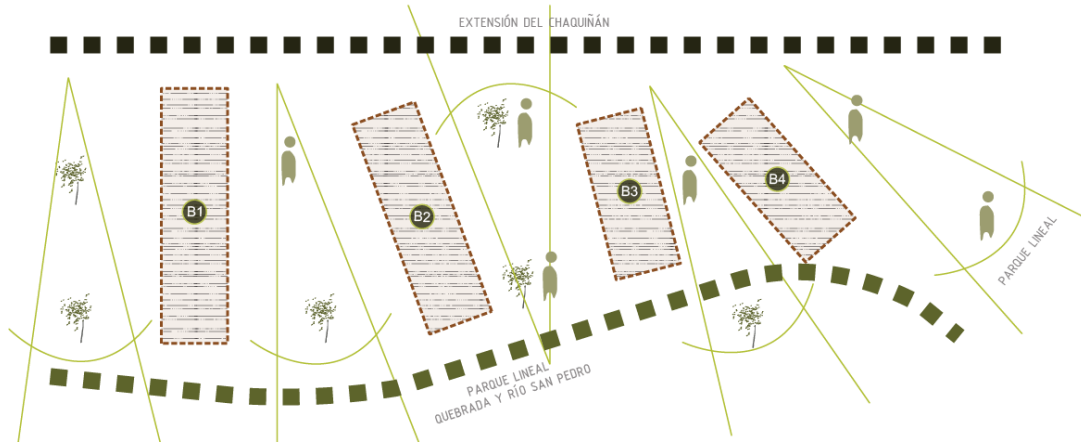 EXTENSIÓN DEL CHAQUIÑÁN
B1
B2
B3
B4
PARQUE LINEAL
PARQUE LINEAL
QUEBRADA Y RÍO SAN PEDRO